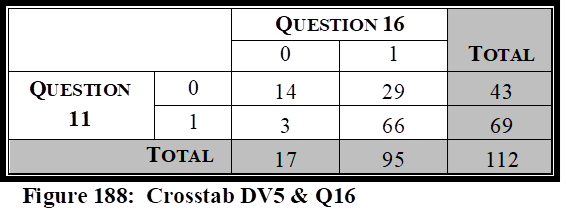 QUESTION 16
0 1 TOTAL
QUESTION 11 0 14 29 43
1 3 66 69
TOTAL 17 95 112
Figure 188: Crosstab DV5 & Q16